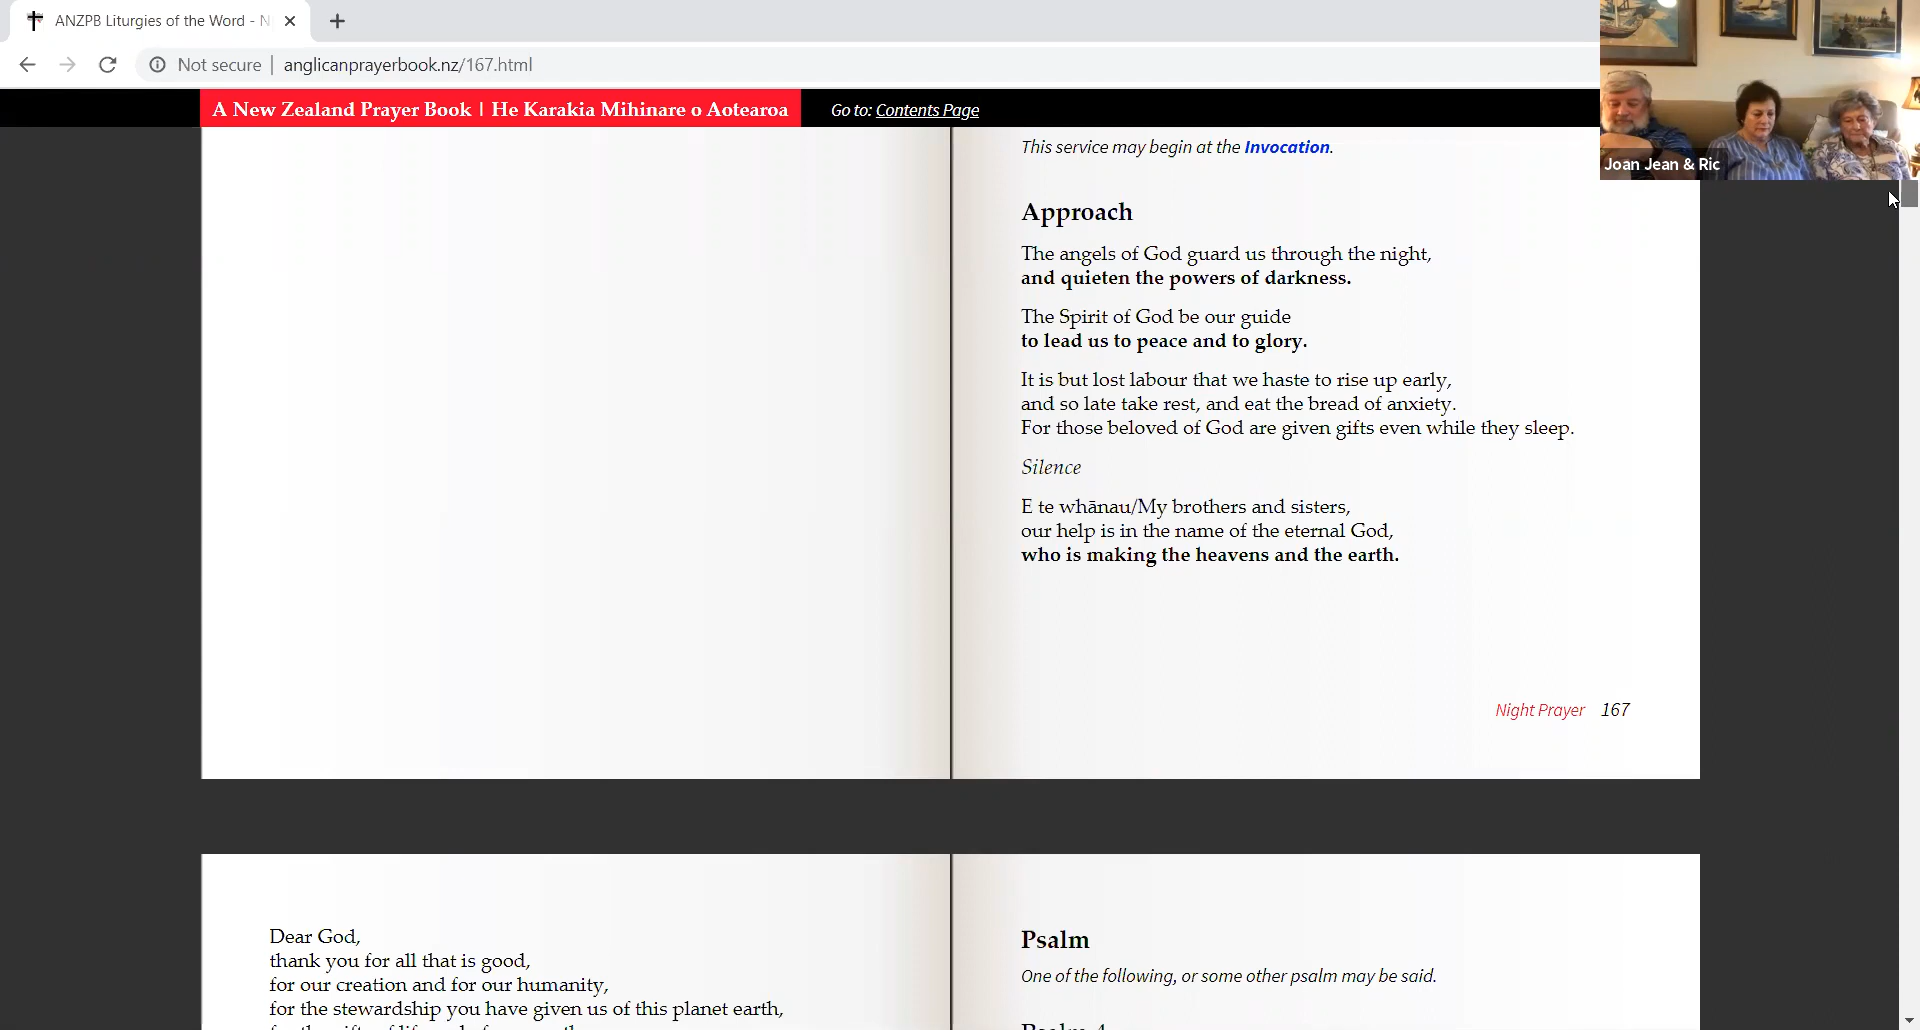 ANZPB Liturgies of the Word - N
Not secure | anglicanprayerbook.nz/167.html
A New Zealand Prayer Book | He Karakia Mihinare o Aotearoa
Go to: Contents Page
Joan Jean & Ric
This service may begin at the Invocation.
Approach
The angels of God guard us through the night,
and quieten the powers of darkness.
The Spirit of God be our guide
to lead us to peace and to glory.
It is but lost labour that we haste to rise up early,
and so late take rest, and eat the bread of anxiety.
For those beloved of God are given gifts even while they sleep.
Silence
E te whānau/My brothers and sisters,
our help is in the name of the eternal God,
who is making the heavens and the earth.
Night Prayer 167
Dear God,
thank you for all that is good,
for our creation and for our humanity,
for the stewardship you have given us of this planet earth,
Psalm
One of the following, or some other psalm may be said.
Psalm 4